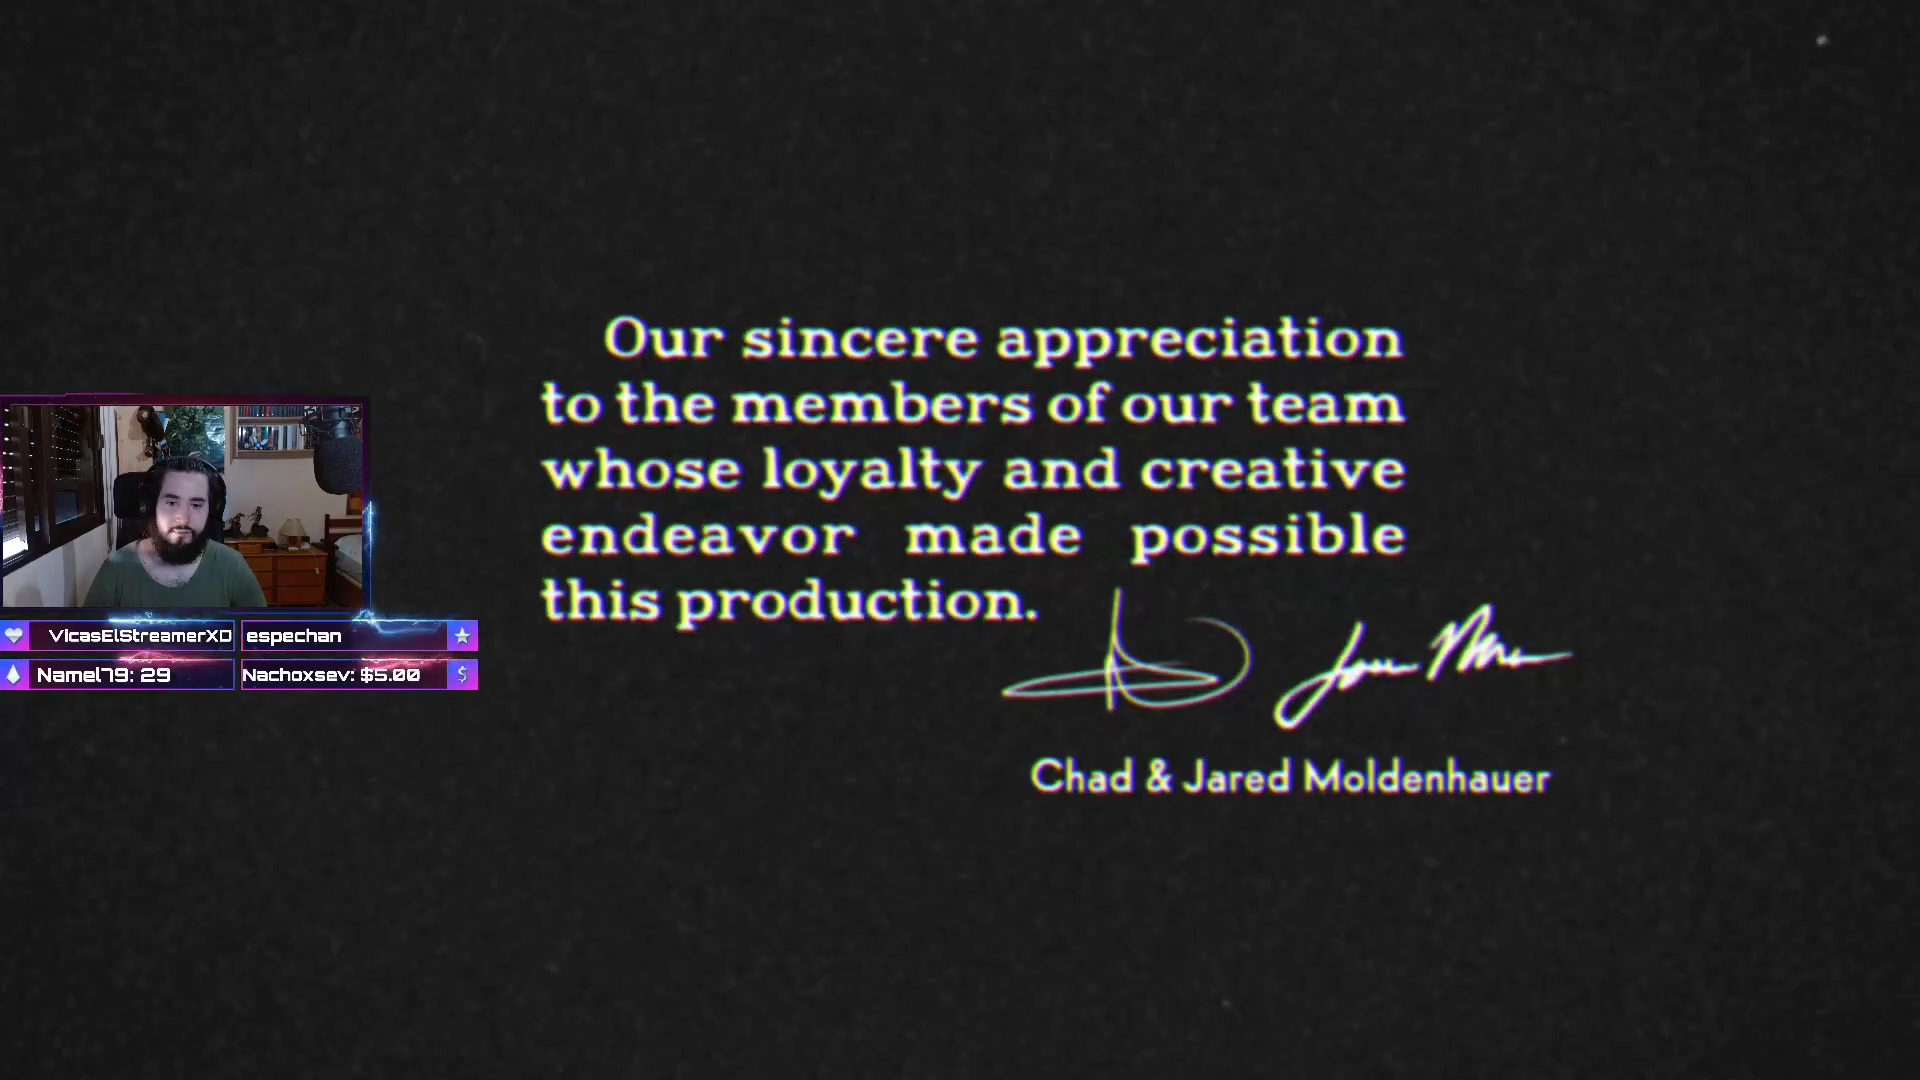 Our sincere appreciation
to the members of our team
whose loyalty and creative
endeavor made possible
this production.
Chad & Jared Moldenhauer
VicasElStreamerXD
espechan
Namel79: 29
Nachoxsev: $5.00